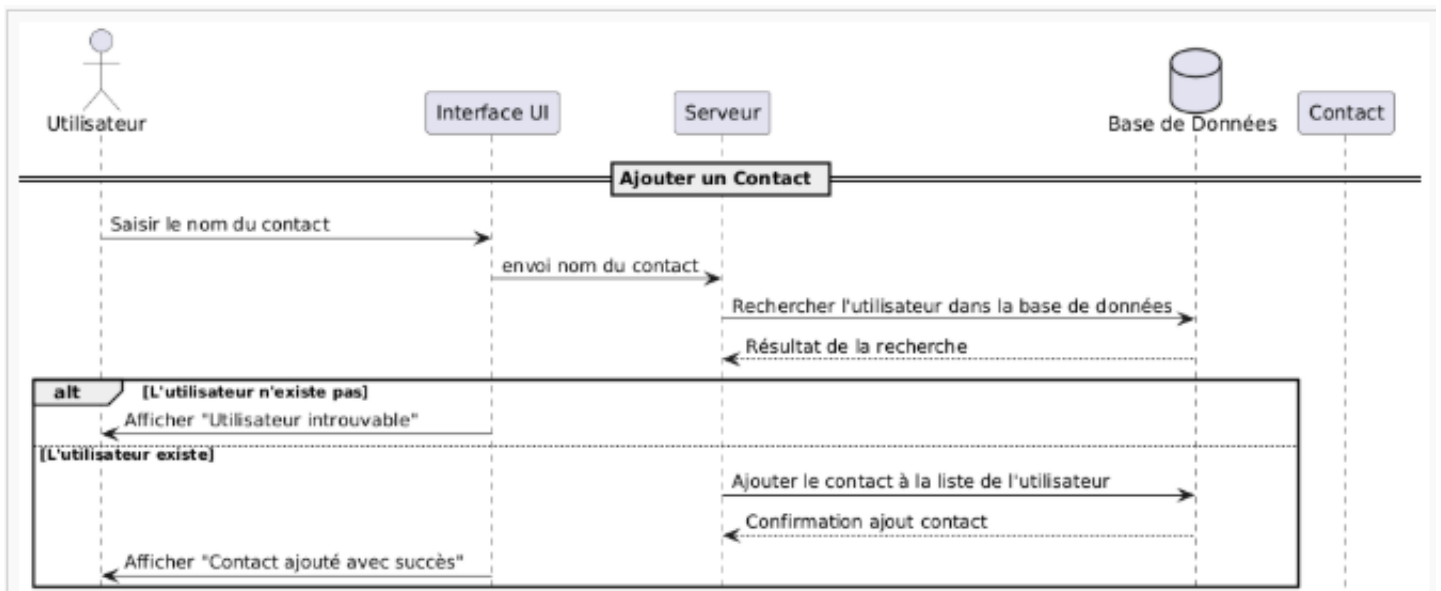 Utilisateur
Interface UI
Serveur
Base de Données
Contact
Ajouter un Contact
Saisir le nom du contact
envoi nom du contact
Rechercher l'utilisateur dans la base de données
Résultat de la recherche
alt [L'utilisateur n'existe pas]
Afficher "Utilisateur introuvable"
[L'utilisateur existe]
Ajouter le contact à la liste de l'utilisateur
Confirmation ajout contact
Afficher "Contact ajouté avec succès"